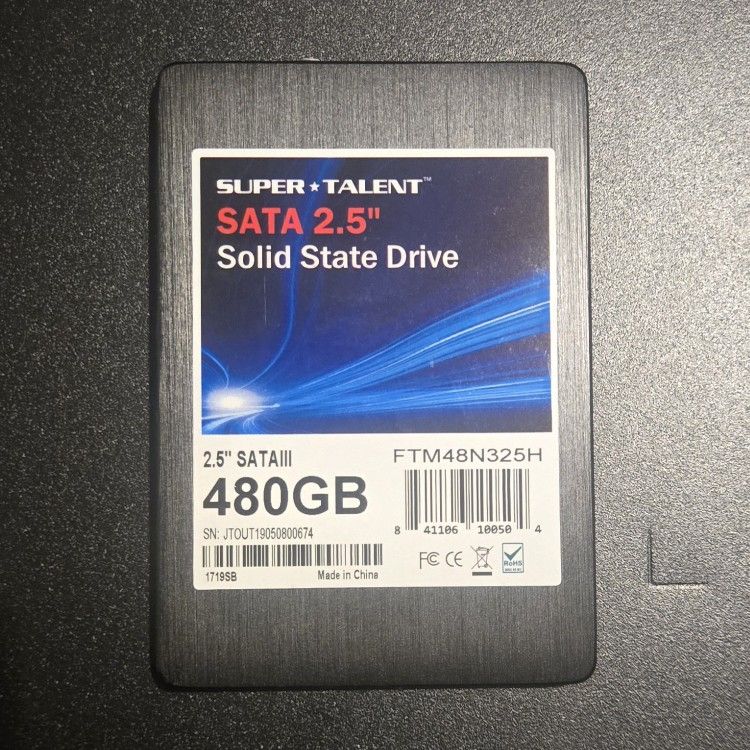 SUPER★TALENT™
SATA 2.5"
Solid State Drive
2.5" SATAIII
FTM48N325H
480GB
8 41106 10050 4
SN: JTOUT19050800674
FC CE
RoHS
1719SB
Made in China